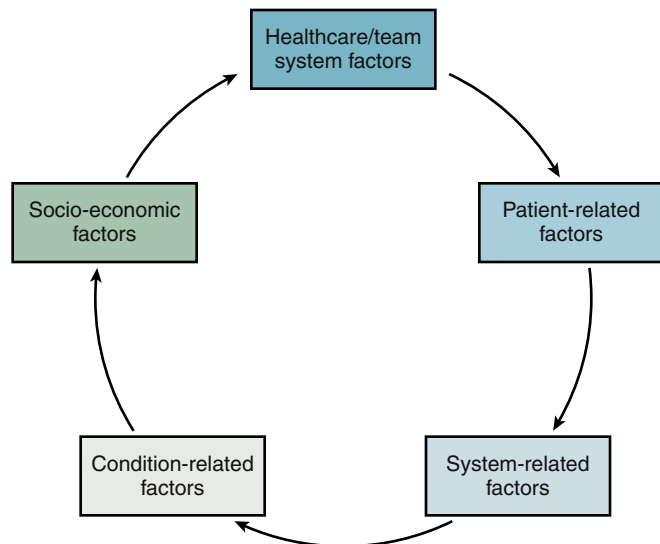 Healthcare/team
system factors
Patient-related
factors
System-related
factors
Condition-related
factors
Socio-economic
factors